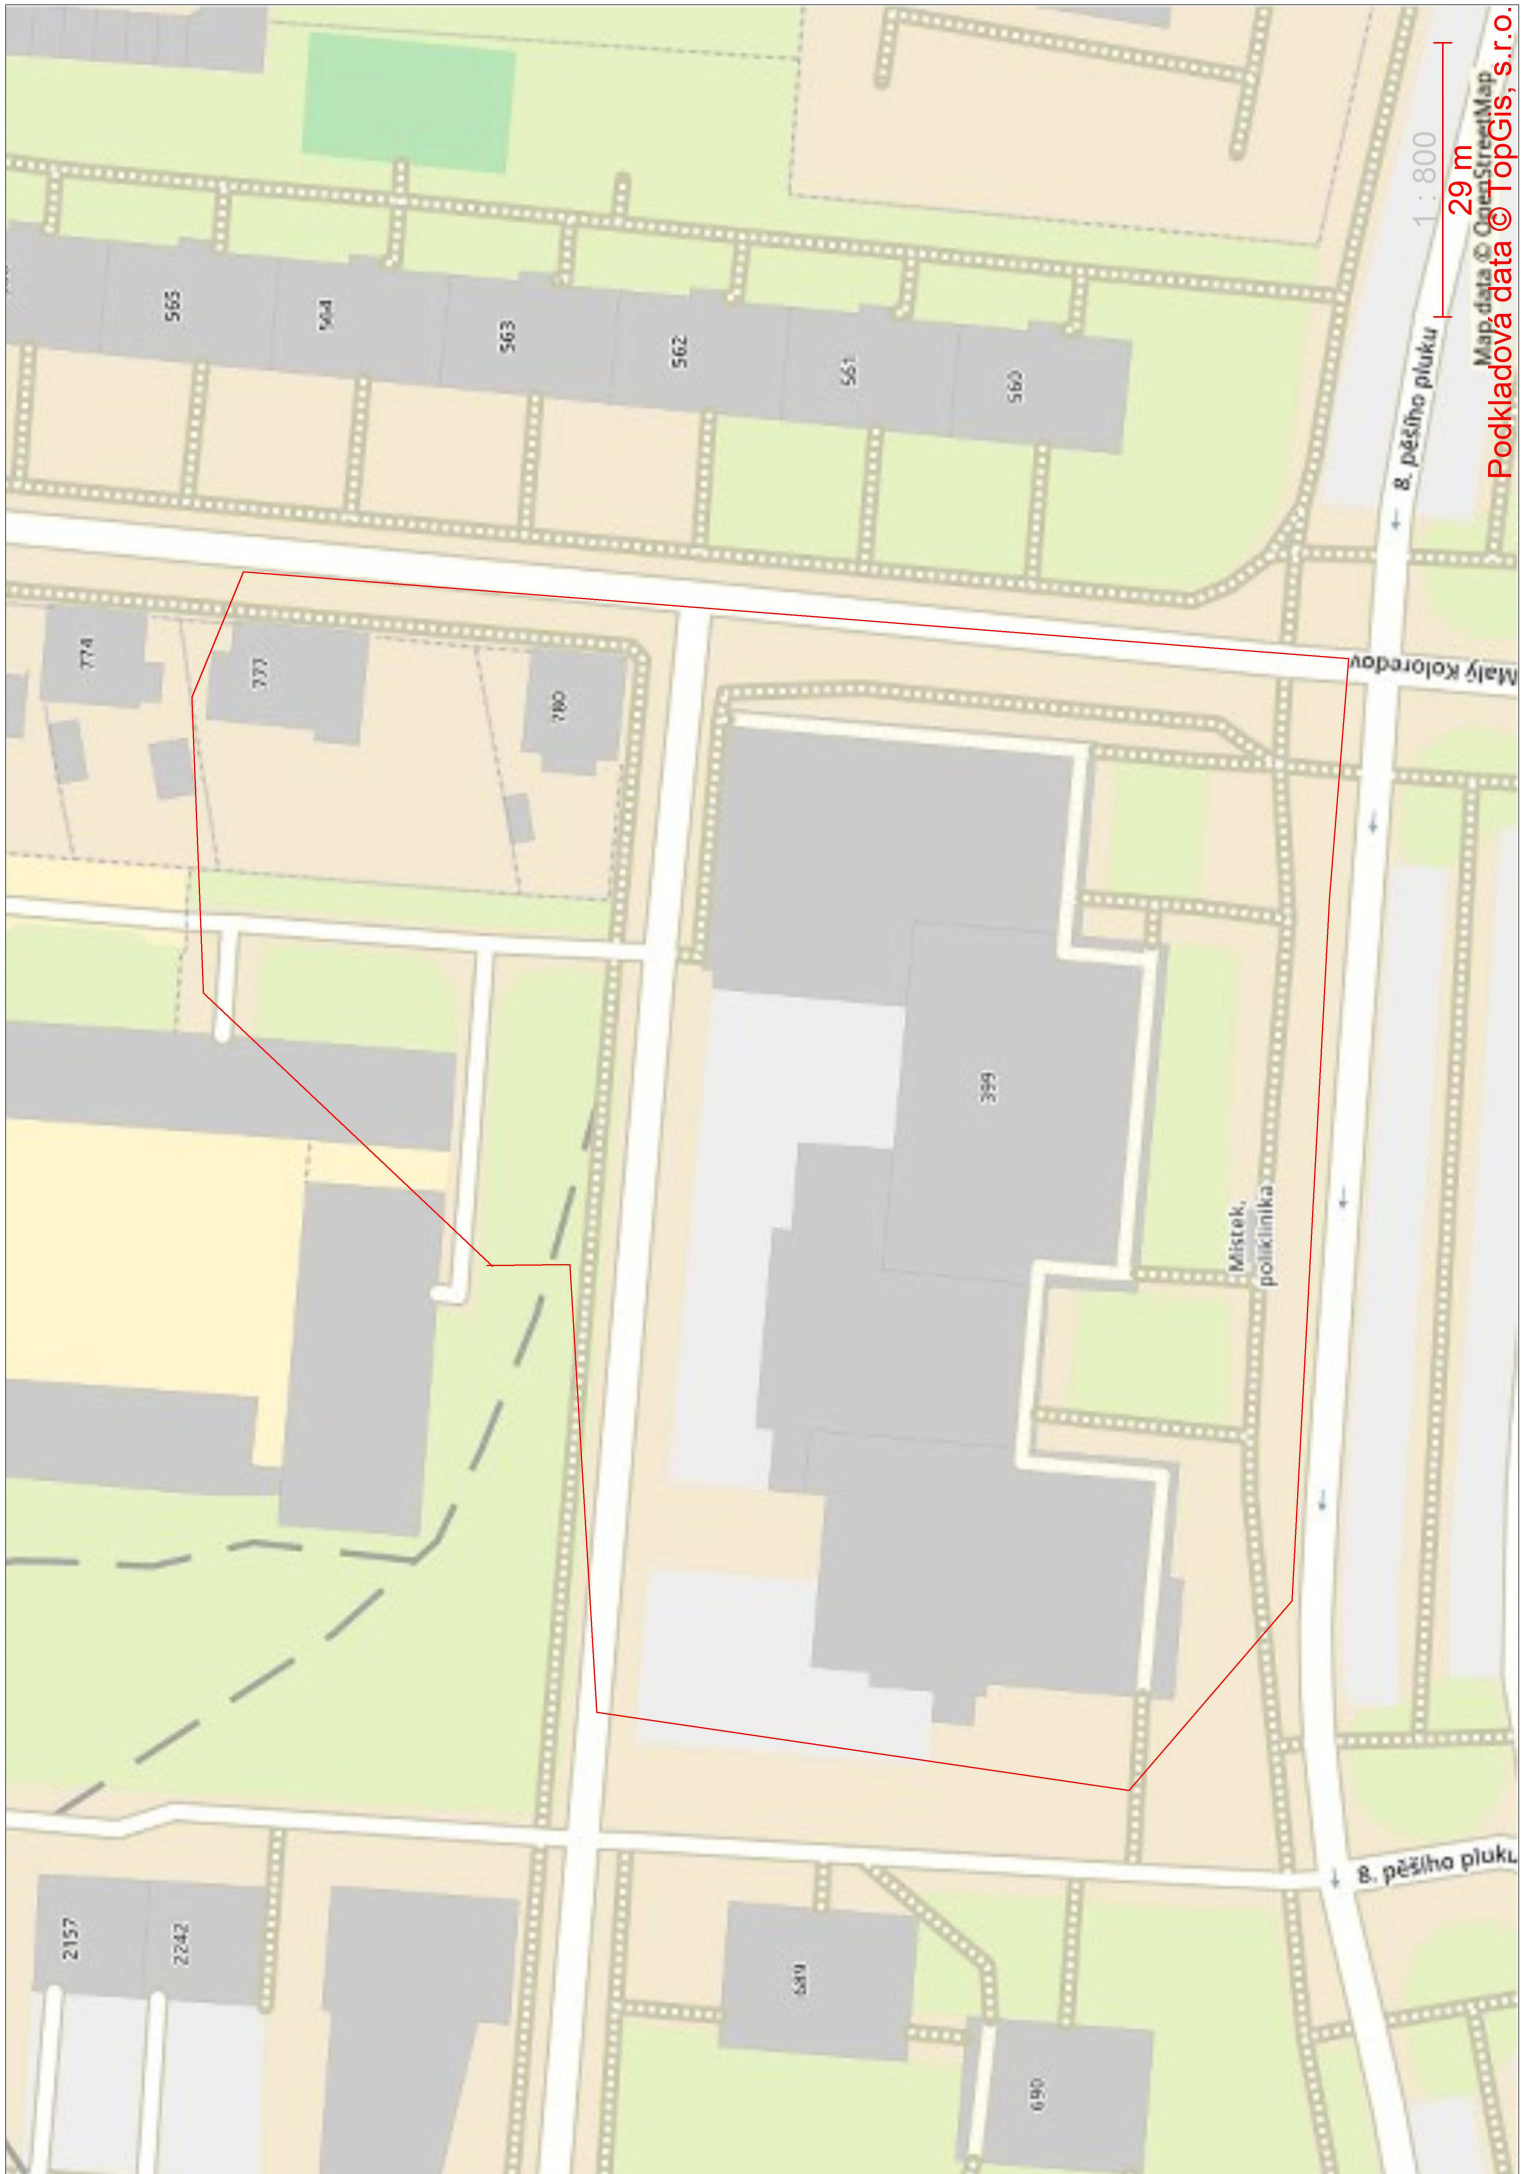 1 : 800
29 m
Map data © OpenStreetMap
Podkladová data © TopGis, s.r.o.
565
564
563
562
561
560
8. pěšího pluku
774
777
780
Malý Koloredov
399
Místek,
poliklinika
8. pěšího pluku
2157
2242
689
690